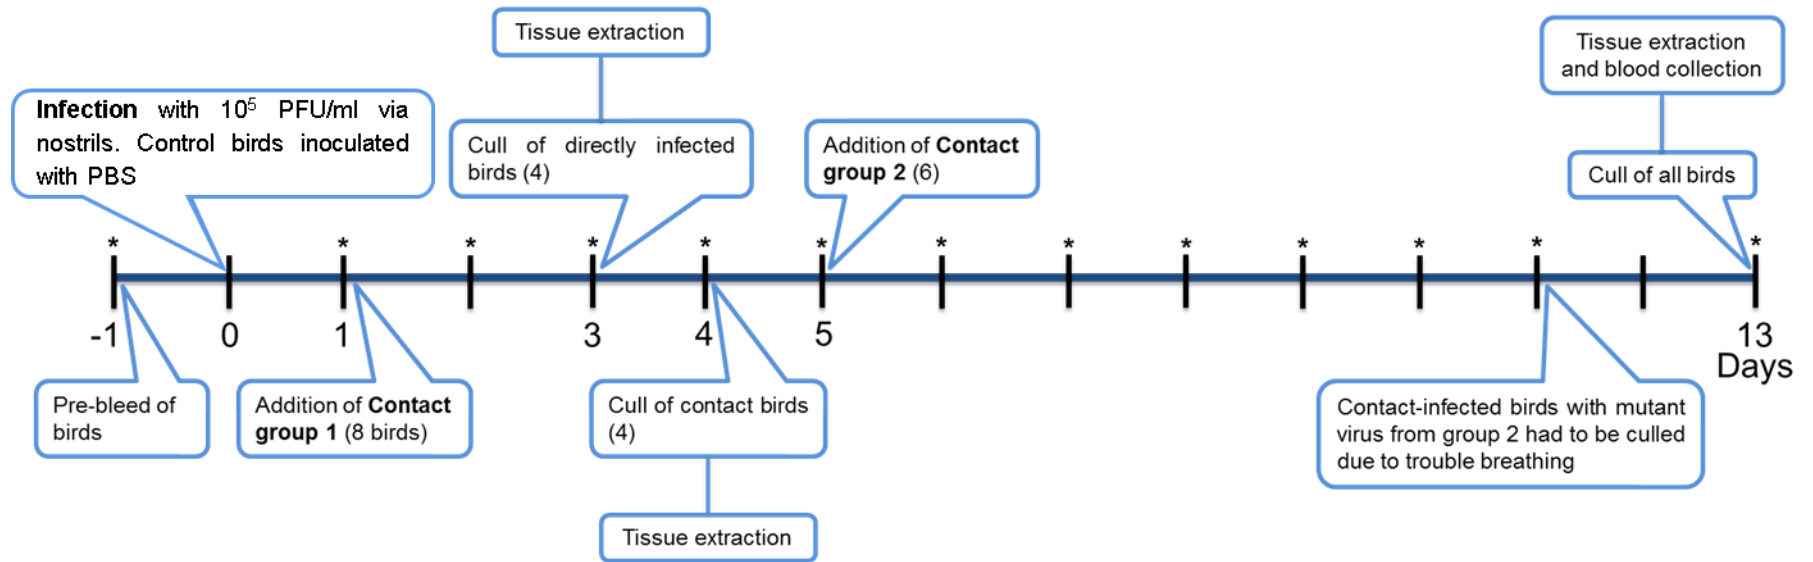 Tissue extraction
Tissue extraction
and blood collection
Infection with 10⁵ PFU/ml via
nostrils. Control birds inoculated
with PBS
Cull of directly infected
birds (4)
Addition of Contact
group 2 (6)
Cull of all birds
* * * * * * * * * * * * *
-1 0 1 3 4 5 13
Days
Pre-bleed of
birds
Addition of Contact
group 1 (8 birds)
Cull of contact birds
(4)
Contact-infected birds with mutant
virus from group 2 had to be culled
due to trouble breathing
Tissue extraction